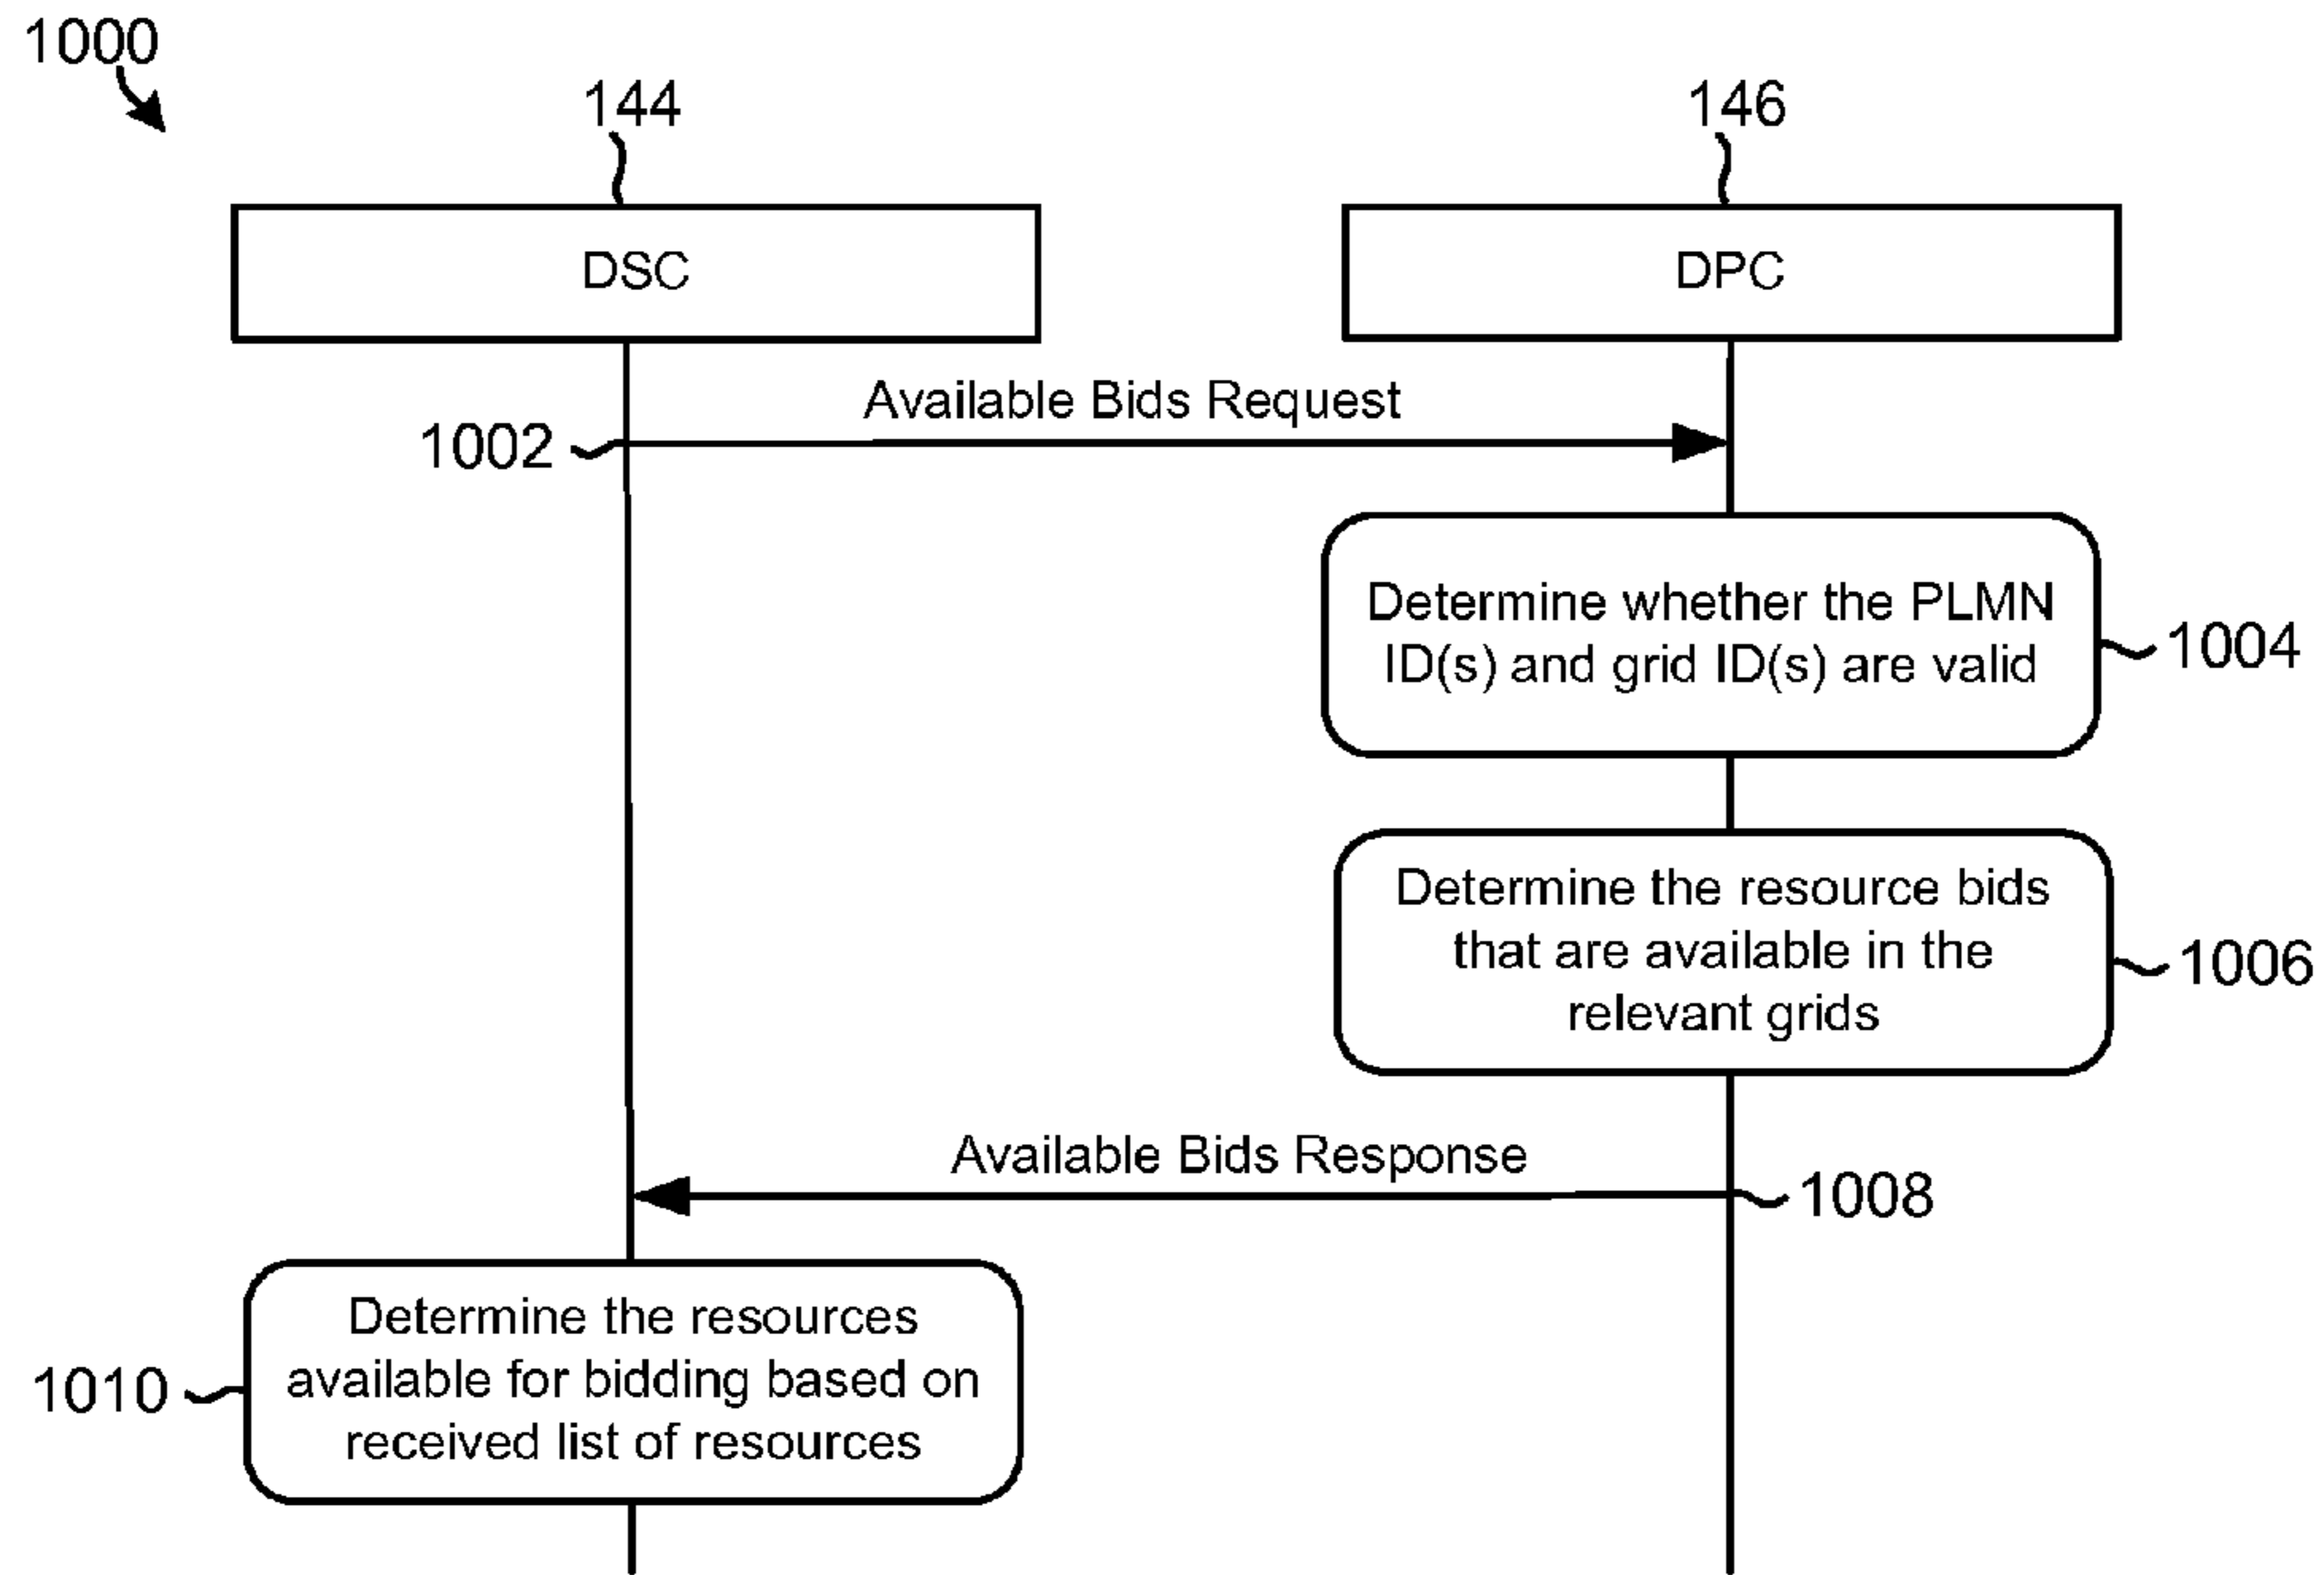 1000
144
146
DSC
DPC
Available Bids Request
1002
Determine whether the PLMN
ID(s) and grid ID(s) are valid
1004
Determine the resource bids
that are available in the
relevant grids
1006
Available Bids Response
1008
Determine the resources
available for bidding based on
received list of resources
1010